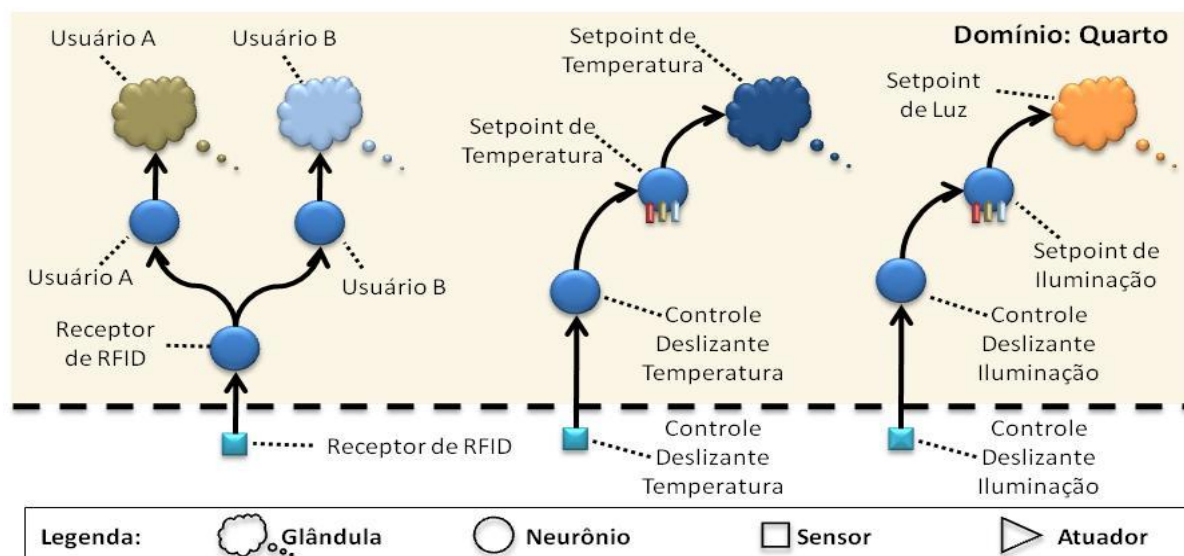 Usuário A
Usuário B
Setpoint de
Temperatura
Domínio: Quarto
Setpoint
de Luz
Setpoint de
Temperatura
Usuário A
Usuário B
Setpoint de
Iluminação
Receptor
de RFID
Controle
Deslizante
Temperatura
Controle
Deslizante
Iluminação
Receptor de RFID
Controle
Deslizante
Temperatura
Controle
Deslizante
Iluminação
Legenda: Glândula Neurônio Sensor Atuador